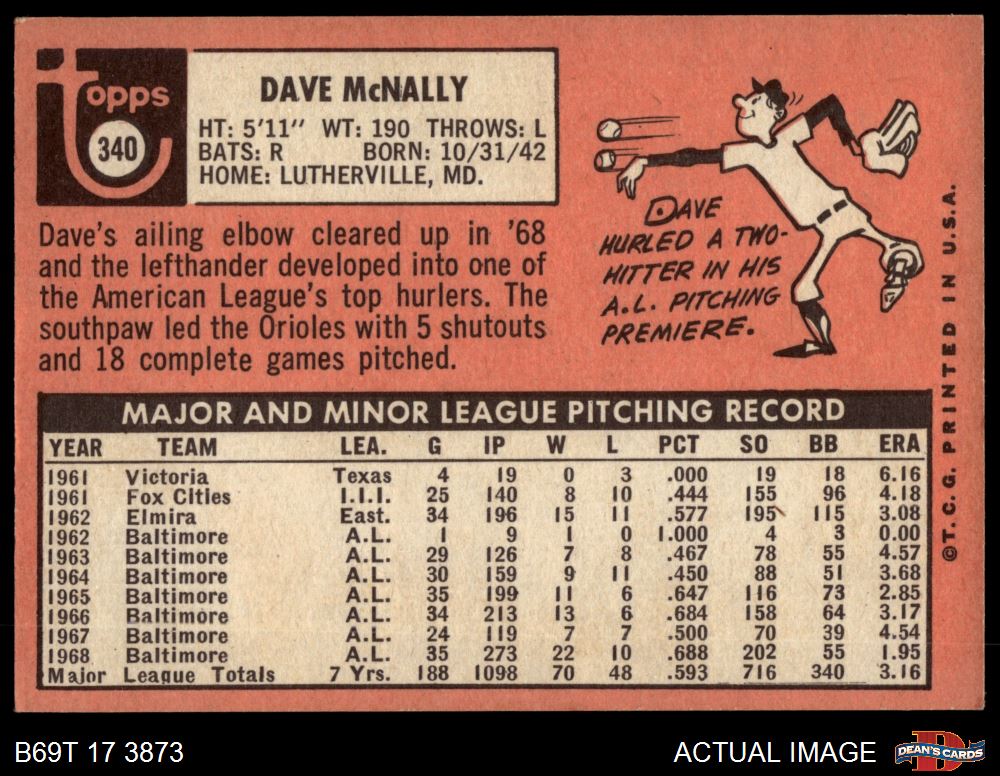 Topps
340
DAVE McNALLY
HT: 5'11" WT: 190 THROWS: L
BATS: R BORN: 10/31/42
HOME: LUTHERVILLE, MD.
Dave's ailing elbow cleared up in '68
and the lefthander developed into one of
the American League's top hurlers. The
southpaw led the Orioles with 5 shutouts
and 18 complete games pitched.
DAVE
HURLED A TWO-
HITTER IN HIS
A.L. PITCHING
PREMIERE.
©T.C.G. PRINTED IN U.S.A.
MAJOR AND MINOR LEAGUE PITCHING RECORD
YEAR TEAM LEA. G IP W L PCT SO BB ERA
1961 Victoria Texas 4 19 0 3 .000 19 18 6.16
1961 Fox Cities I.I.I. 25 140 8 10 .444 155 96 4.18
1962 Elmira East. 34 196 15 11 .577 195 115 3.08
1962 Baltimore A.L. 1 9 1 0 1.000 4 3 0.00
1963 Baltimore A.L. 29 126 7 8 .467 78 55 4.57
1964 Baltimore A.L. 30 159 9 11 .450 88 51 3.68
1965 Baltimore A.L. 35 199 11 6 .647 116 73 2.85
1966 Baltimore A.L. 34 213 13 6 .684 158 64 3.17
1967 Baltimore A.L. 24 119 7 7 .500 70 39 4.54
1968 Baltimore A.L. 35 273 22 10 .688 202 55 1.95
Major League Totals 7 Yrs. 188 1098 70 48 .593 716 340 3.16
B69T 17 3873
ACTUAL IMAGE
DEAN'S CARDS